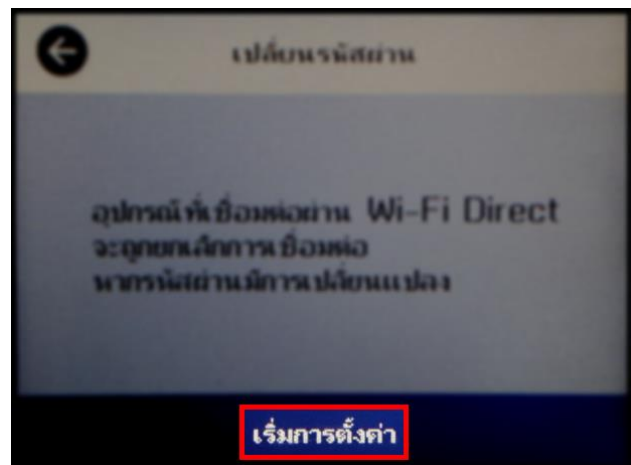 เปลี่ยนรหัสผ่าน
อุปกรณ์ที่เชื่อมต่อผ่าน Wi-Fi Direct
จะถูกยกเลิกการเชื่อมต่อ
หากรหัสผ่านมีการเปลี่ยนแปลง
เริ่มการตั้งค่า